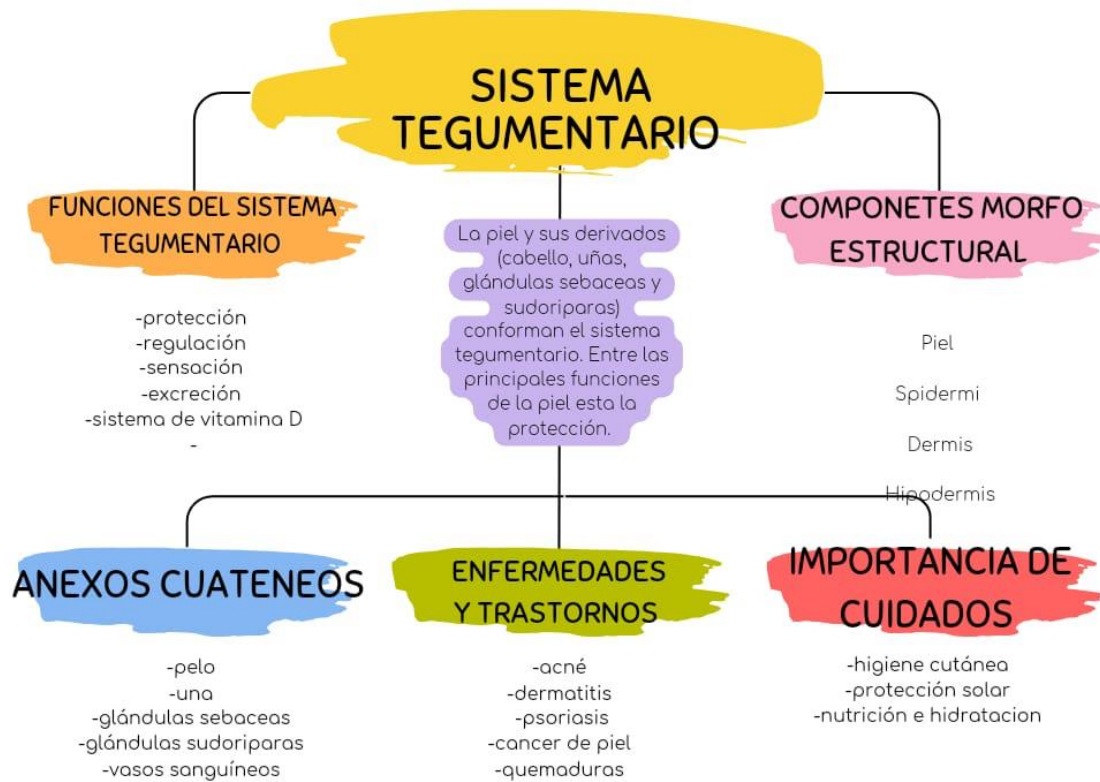 SISTEMA
TEGUMENTARIO
FUNCIONES DEL SISTEMA
TEGUMENTARIO
-protección
-regulación
-sensación
-excreción
-sistema de vitamina D
-
La piel y sus derivados
(cabello, uñas,
glándulas sebaceas y
sudoriparas)
conforman el sistema
tegumentario. Entre las
principales funciones
de la piel esta la
protección.
COMPONETES MORFO
ESTRUCTURAL
Piel
Spidermi
Dermis
Hipodermis
ANEXOS CUATENEOS
-pelo
-una
-glándulas sebaceas
-glándulas sudoriparas
-vasos sanguíneos
ENFERMEDADES
Y TRASTORNOS
-acné
-dermatitis
-psoriasis
-cancer de piel
-quemaduras
IMPORTANCIA DE
CUIDADOS
-higiene cutánea
-protección solar
-nutrición e hidratacion